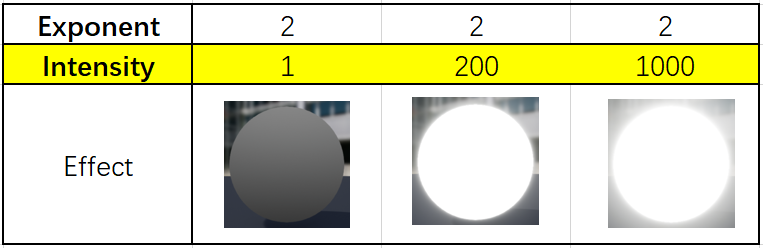 Exponent 2 2 2
Intensity 1 200 1000
Effect